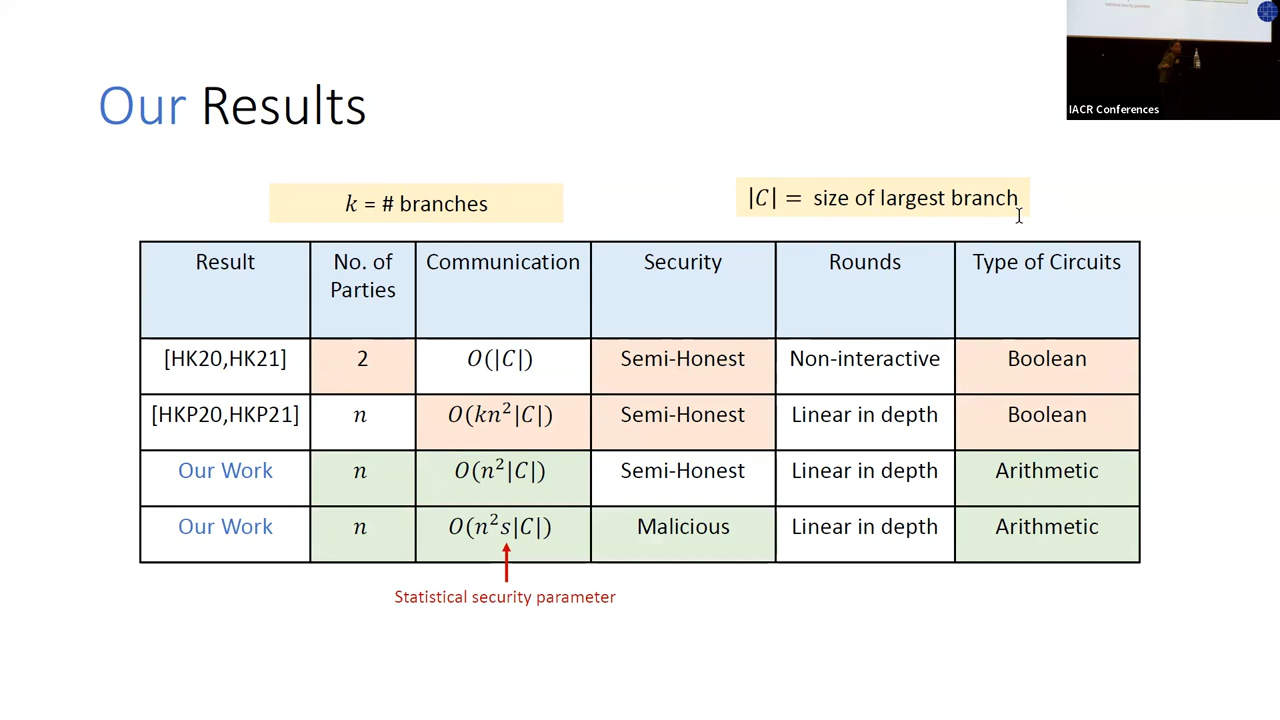 IACR Conferences
Our Results
k = # branches
|C| = size of largest branch
Result No. of Parties Communication Security Rounds Type of Circuits
[HK20,HK21] 2 O(|C|) Semi-Honest Non-interactive Boolean
[HKP20,HKP21] n O(kn²|C|) Semi-Honest Linear in depth Boolean
Our Work n O(n²|C|) Semi-Honest Linear in depth Arithmetic
Our Work n O(n²s|C|) Malicious Linear in depth Arithmetic
Statistical security parameter